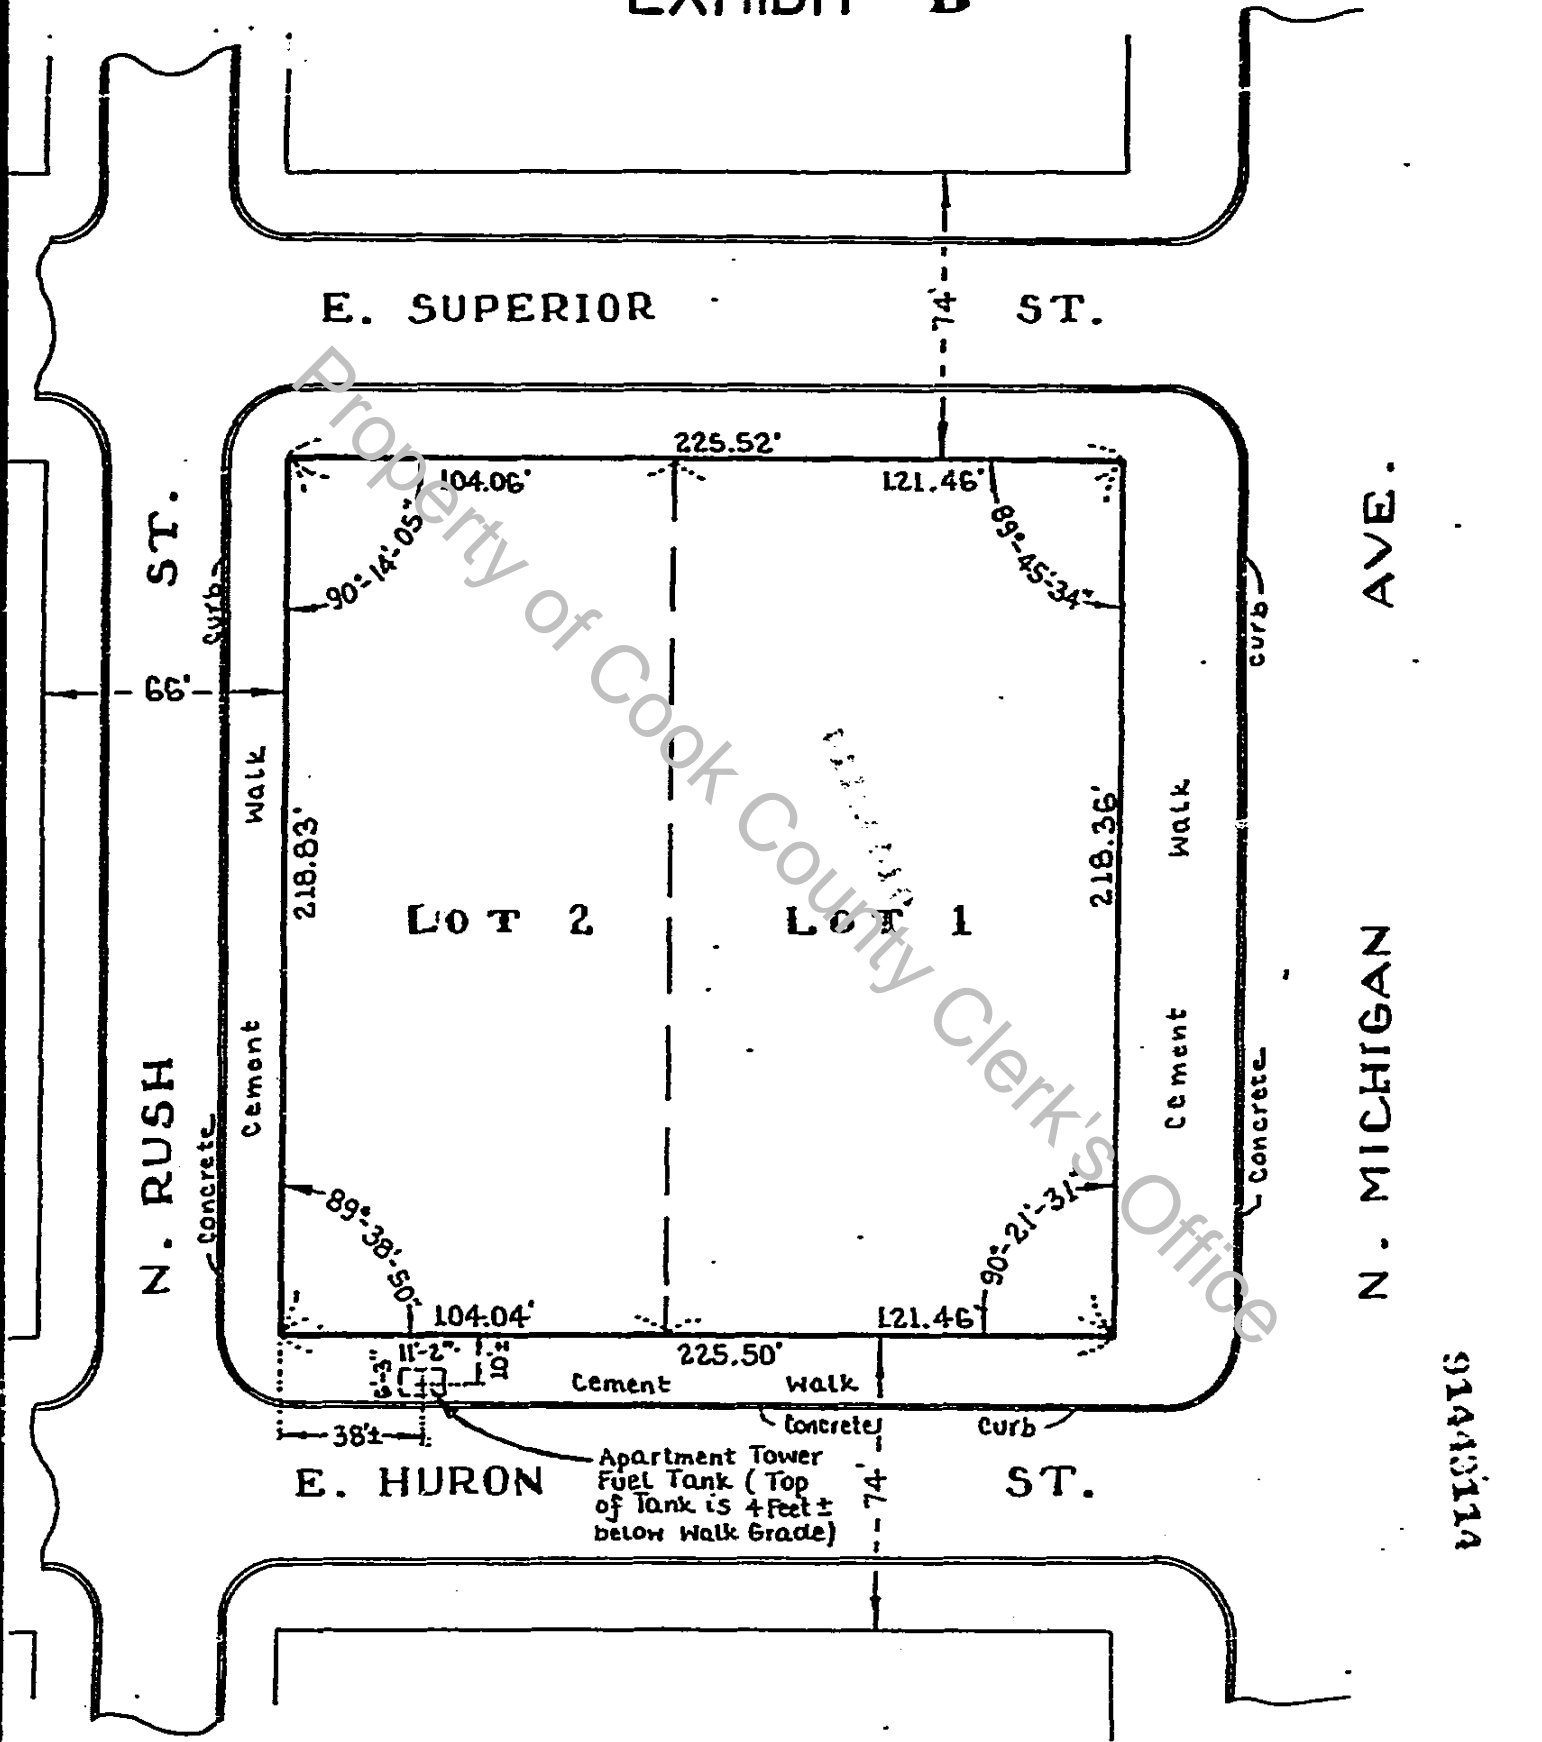 EXHIBIT B
E. SUPERIOR ST.
74'
225.52'
104.06'
121.46'
90°-14'-05"
89°-45'-34"
N. RUSH ST.
N. MICHIGAN AVE.
Curb
Curb
66'
Walk
Walk
218.83'
218.36'
LOT 2
LOT 1
Cement
Cement
Concrete
Concrete
89°-38'-50"
90°-21'-31"
104.04'
121.46'
225.50'
11'-2"
6'-3"
10'±
Cement Walk
Concrete Curb
38'±
Apartment Tower
Fuel Tank (Top
of Tank is 4 Feet ±
below Walk Grade)
E. HURON ST.
74'
Property of Cook County Clerk's Office